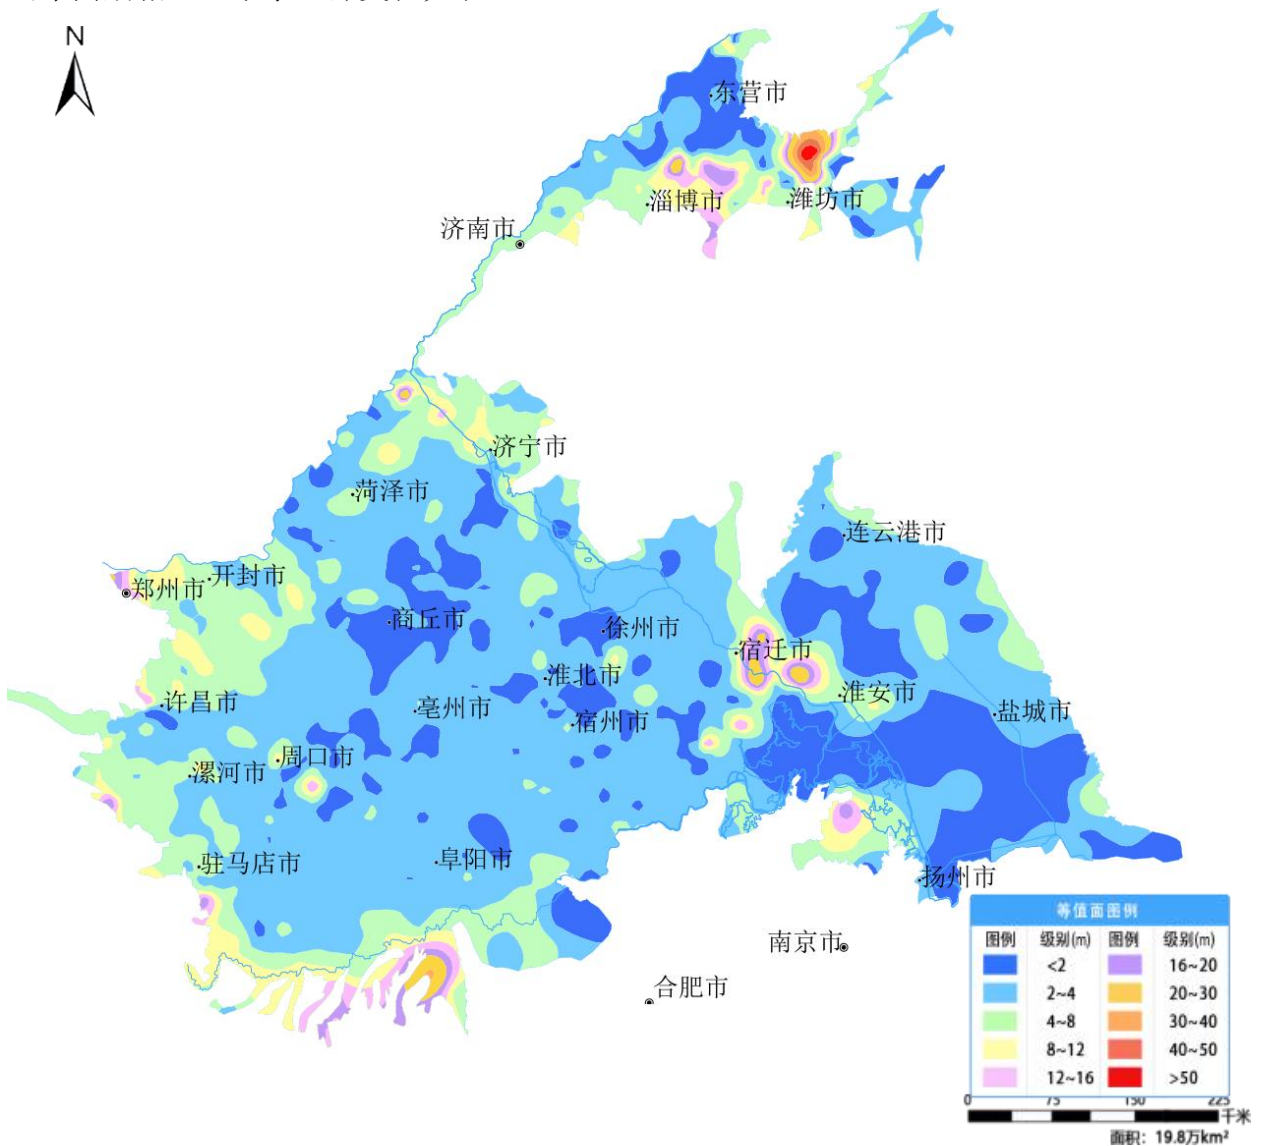 N
东营市
淄博市
潍坊市
济南市
济宁市
菏泽市
连云港市
郑州市
开封市
商丘市
徐州市
宿迁市
淮北市
淮安市
许昌市
亳州市
宿州市
盐城市
周口市
漯河市
驻马店市
阜阳市
扬州市
南京市
合肥市
等值面图例
图例 级别(m) 图例 级别(m)
<2 16~20
2~4 20~30
4~8 30~40
8~12 40~50
12~16 >50
0 75 150 225
千米
面积：19.8万km²